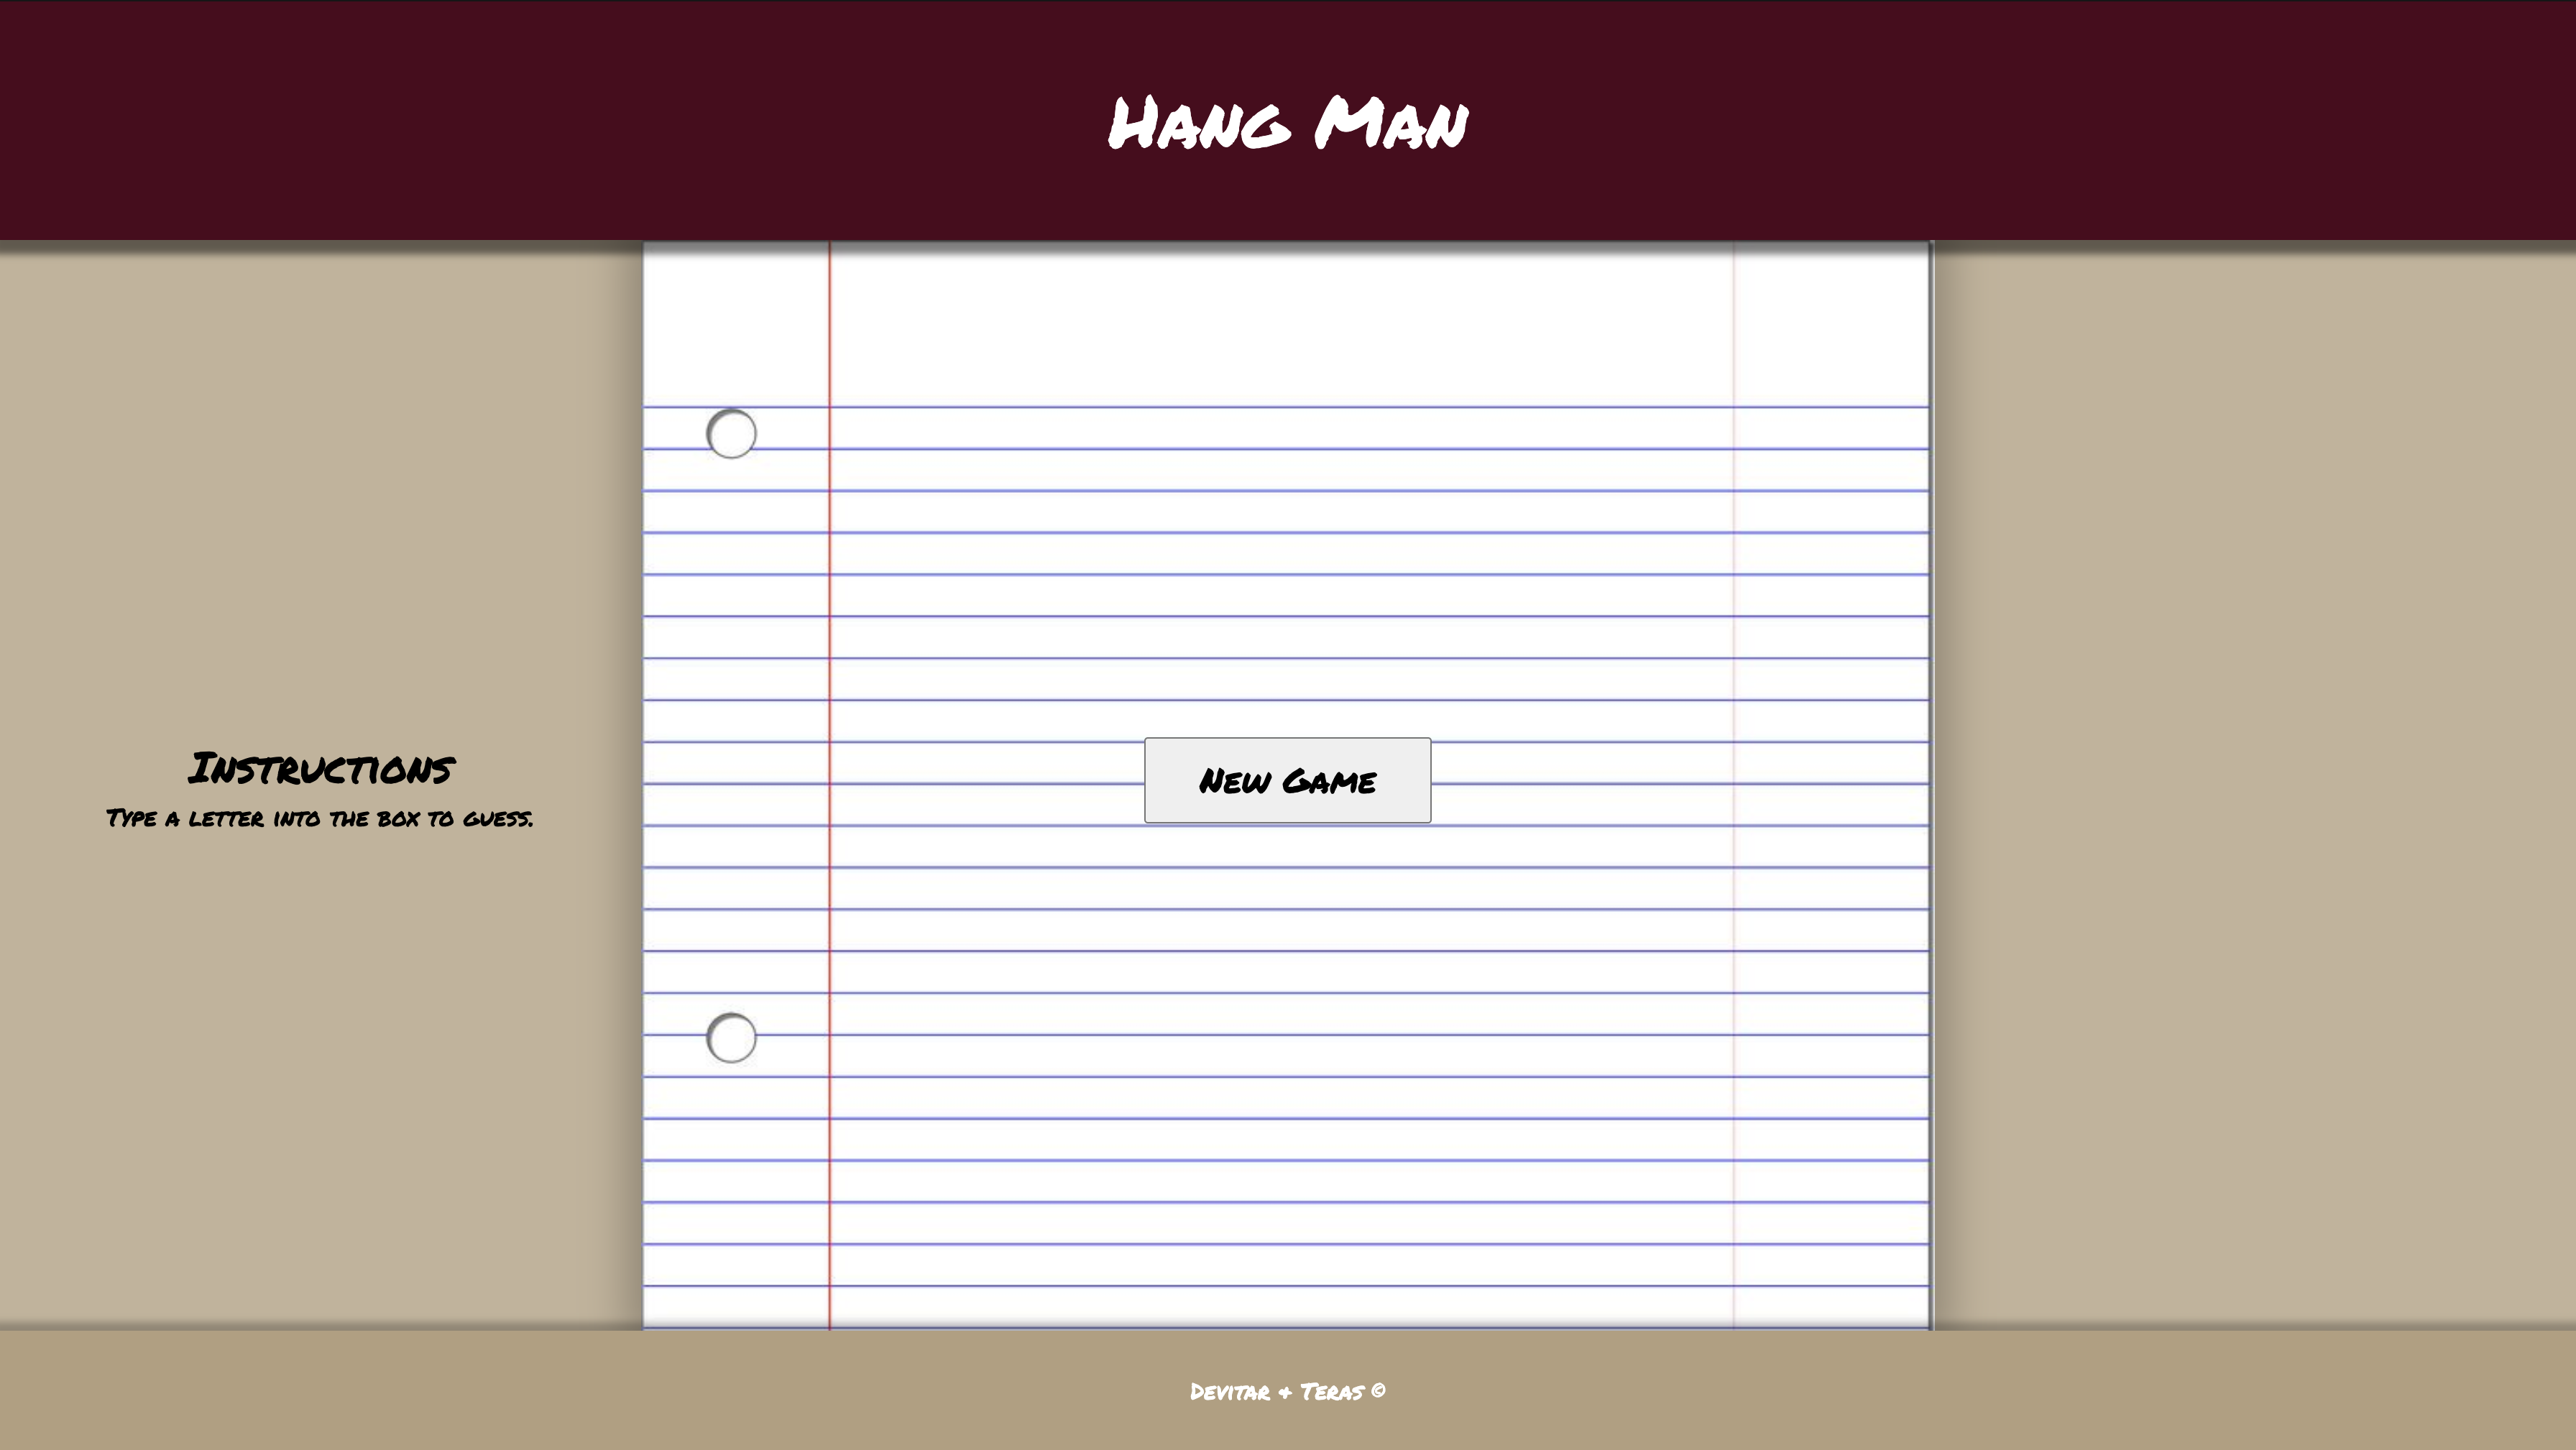 Hang Man
Instructions
Type a letter into the box to guess.
New Game
Devitar & Teras ©